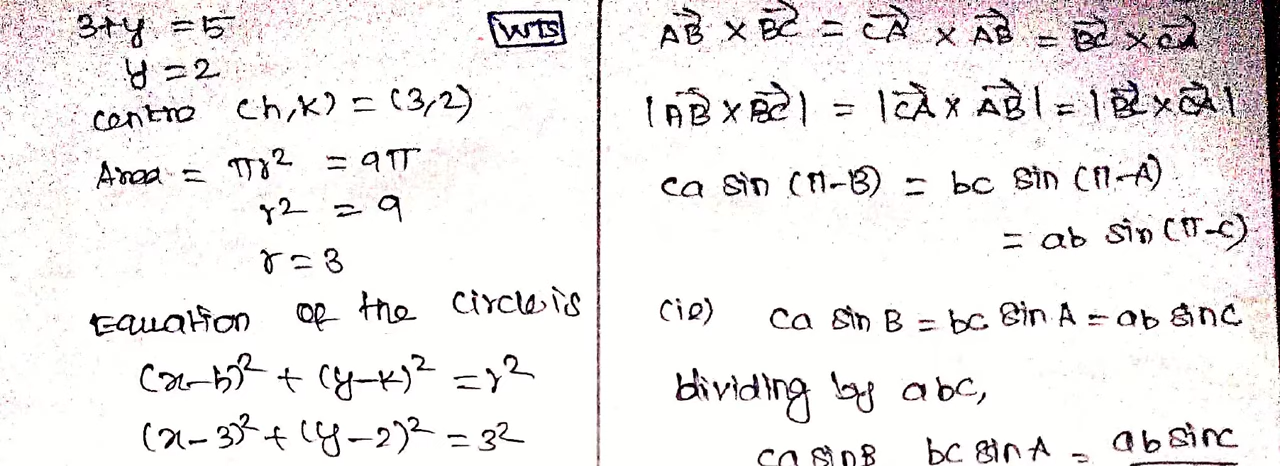 3+y = 5
y = 2
Centre (h,k) = (3,2)
Area = πr² = 9π
r² = 9
r = 3
Equation of the circle is
(x-h)² + (y-k)² = r²
(x-3)² + (y-2)² = 3²
WTS
AB⃗ × BC⃗ = CA⃗ × AB⃗ = BC⃗ × CA⃗
|AB⃗ × BC⃗| = |CA⃗ × AB⃗| = |BC⃗ × CA⃗|
ca sin (π-B) = bc sin (π-A)
= ab sin (π-C)
(ie) ca sin B = bc sin A = ab sin C
dividing by abc,
ca sin B bc sin A = ab sin C